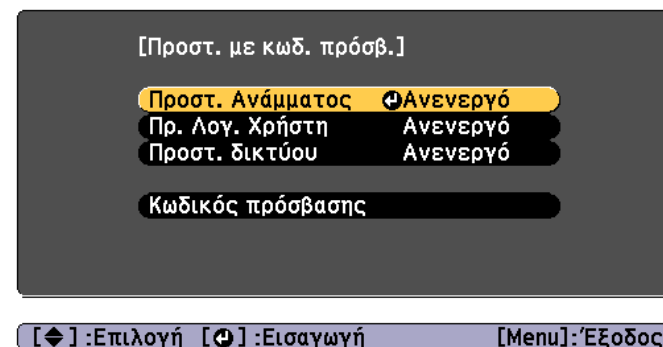 [Προστ. με κωδ. πρόσβ.]
Προστ. Ανάμματος Ανενεργό
Πρ. Λογ. Χρήστη Ανενεργό
Προστ. δικτύου Ανενεργό
Κωδικός πρόσβασης
[◆] :Επιλογή [⏎] :Εισαγωγή [Menu]:Έξοδος